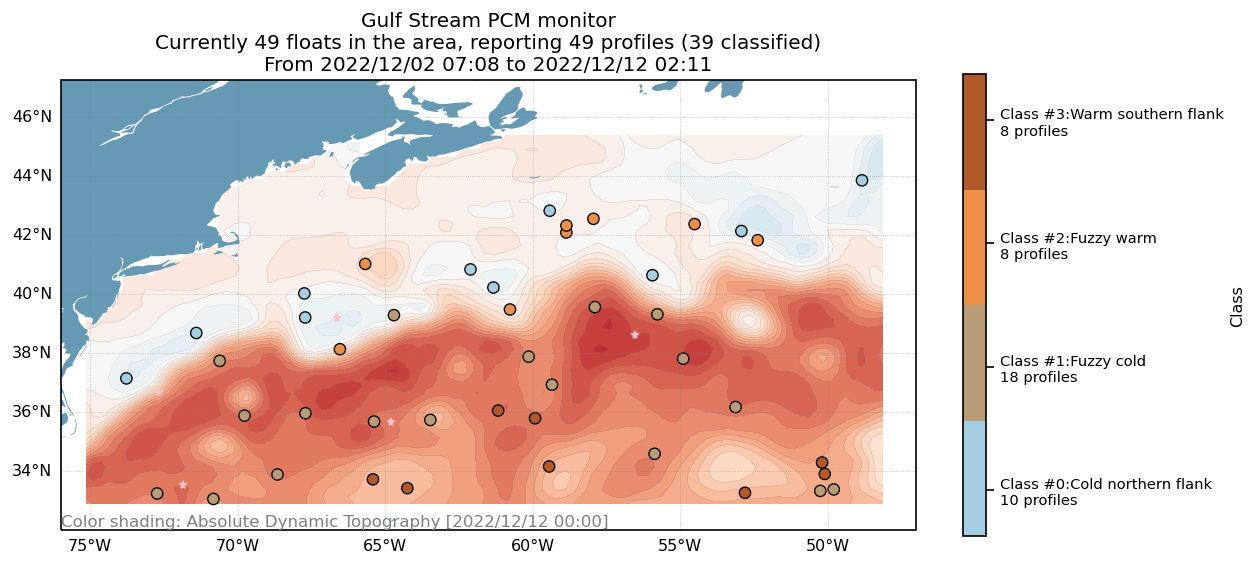 Gulf Stream PCM monitor
Currently 49 floats in the area, reporting 49 profiles (39 classified)
From 2022/12/02 07:08 to 2022/12/12 02:11
46°N
44°N
42°N
40°N
38°N
36°N
34°N
Color shading: Absolute Dynamic Topography [2022/12/12 00:00]
75°W
70°W
65°W
60°W
55°W
50°W
Class #3:Warm southern flank
8 profiles
Class #2:Fuzzy warm
8 profiles
Class #1:Fuzzy cold
18 profiles
Class #0:Cold northern flank
10 profiles
Class